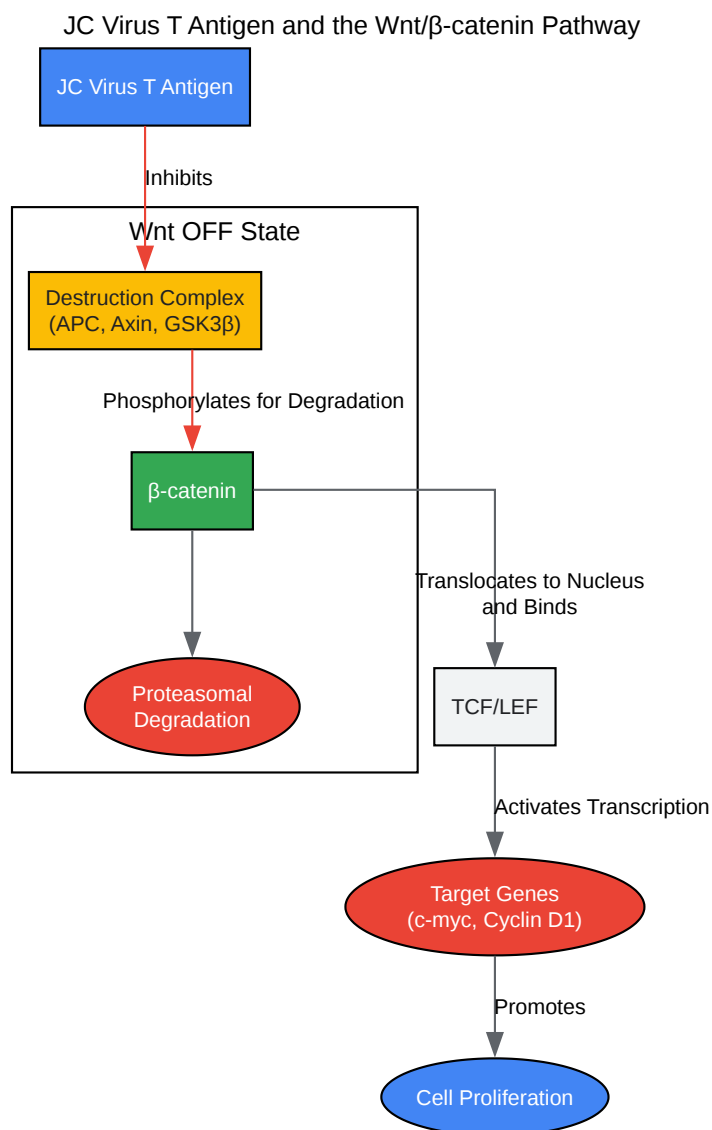 JC Virus T Antigen and the Wnt/β-catenin Pathway
JC Virus T Antigen
Inhibits
Wnt OFF State
Destruction Complex
(APC, Axin, GSK3β)
Phosphorylates for Degradation
β-catenin
Translocates to Nucleus
and Binds
Proteasomal
Degradation
TCF/LEF
Activates Transcription
Target Genes
(c-myc, Cyclin D1)
Promotes
Cell Proliferation